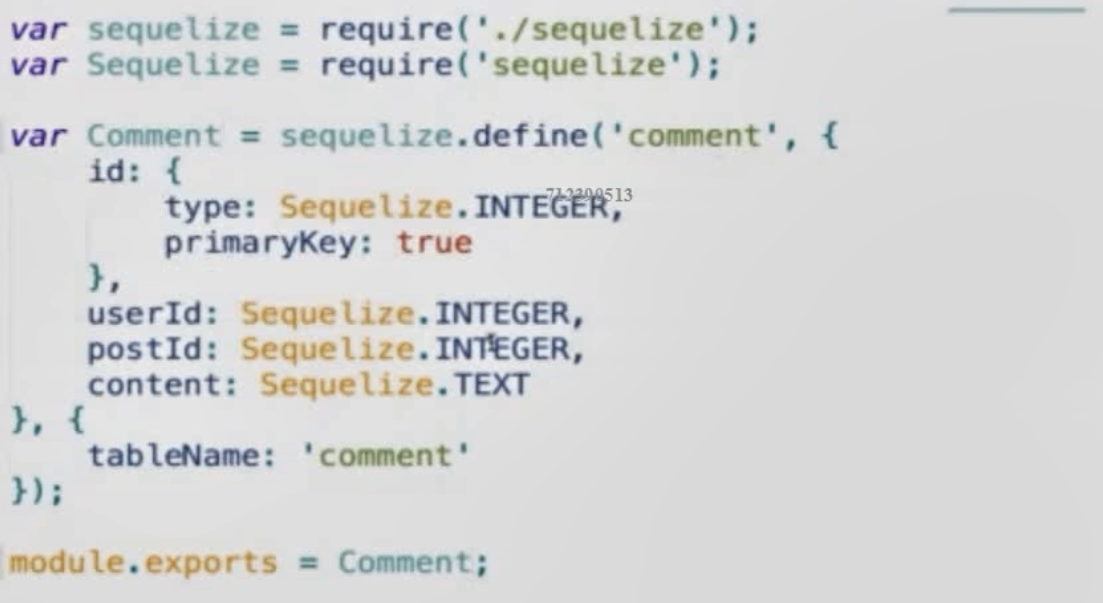 var sequelize = require('./sequelize');
var Sequelize = require('sequelize');

var Comment = sequelize.define('comment', {
    id: {
        type: Sequelize.INTEGER,
        primaryKey: true
    },
    userId: Sequelize.INTEGER,
    postId: Sequelize.INTEGER,
    content: Sequelize.TEXT
}, {
    tableName: 'comment'
});

module.exports = Comment;